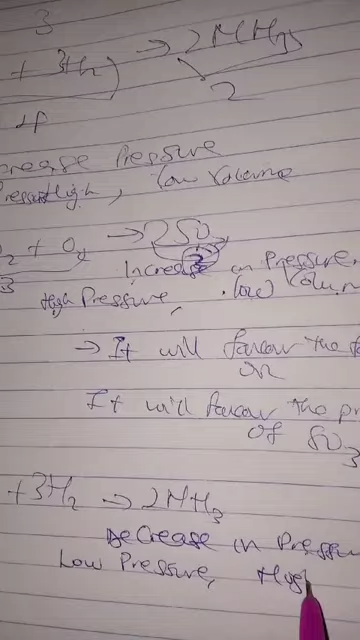 3
+ 3H2) → 2NH3
2
4
crease Pressure
Pressure High, low Volume
2 + O2 → 2SO3
3
Increase in Pressure,
High Pressure, low Volum
→ It will favour the f
or
It will favour the pr
of SO3
+3H2 → 2NH3
Decrease in Pressur
Low Pressure, High